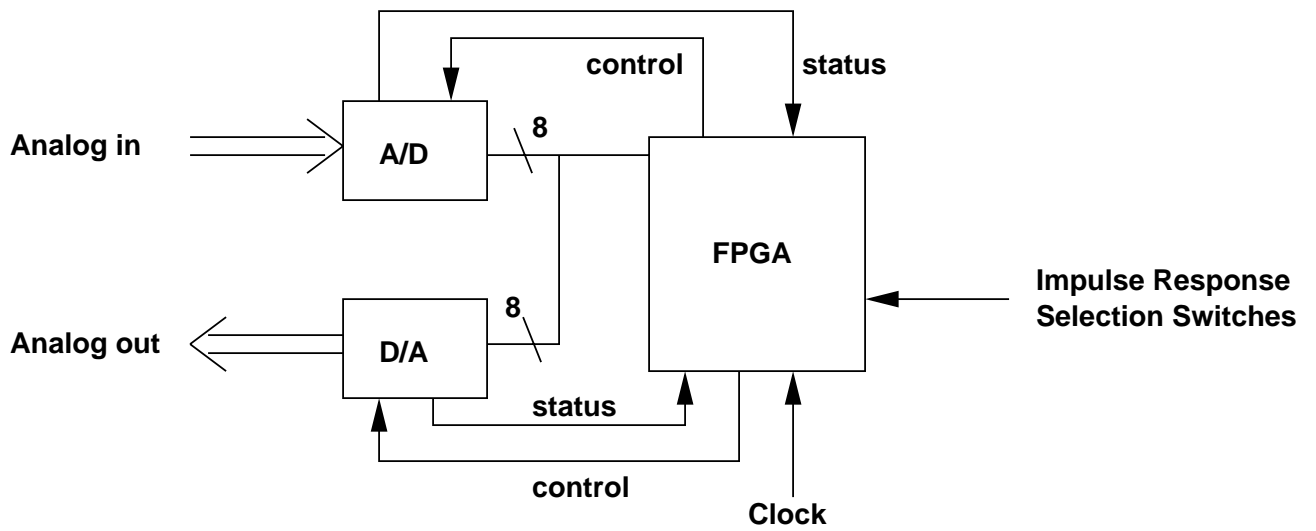 control
status
Analog in
A/D
8
FPGA
Impulse Response
Selection Switches
8
Analog out
D/A
status
control
Clock